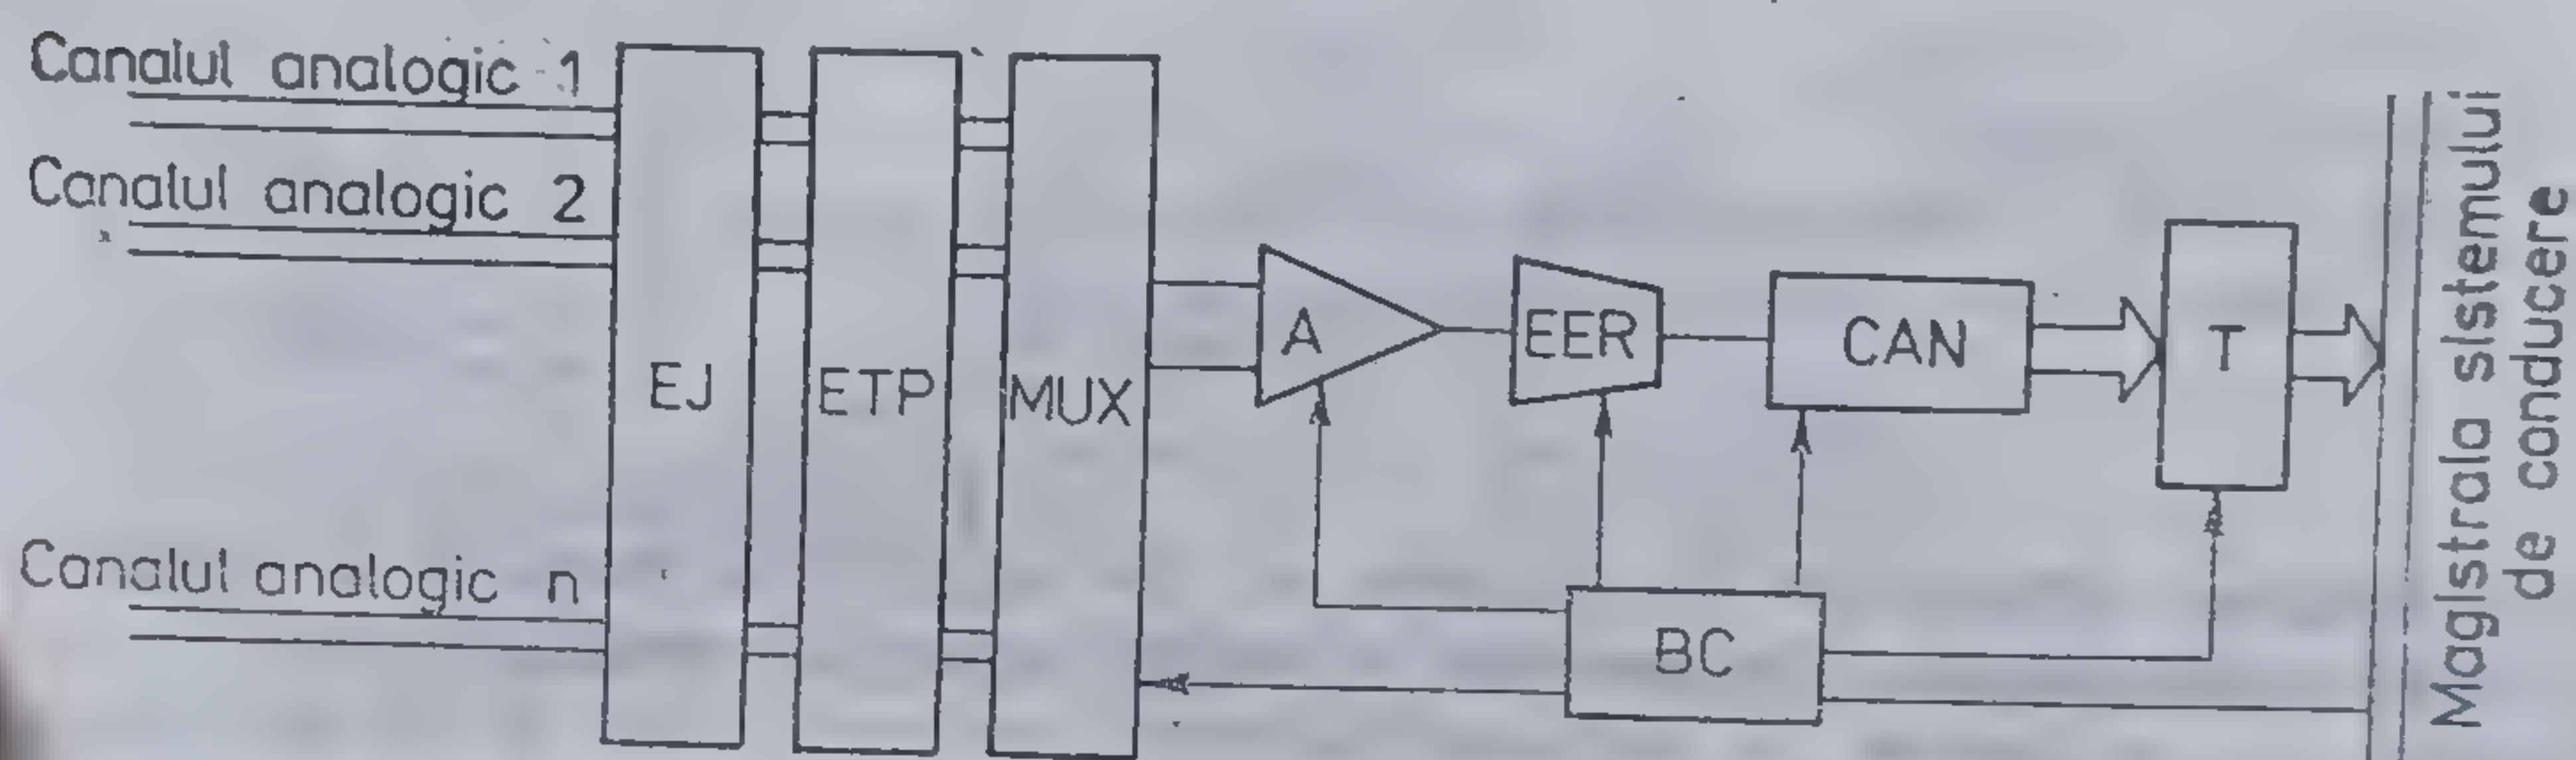 Canalul analogic 1
Canalul analogic 2
Canalul analogic n
EJ
ETP
MUX
A
EER
CAN
T
BC
Magistrala sistemului
de conducere